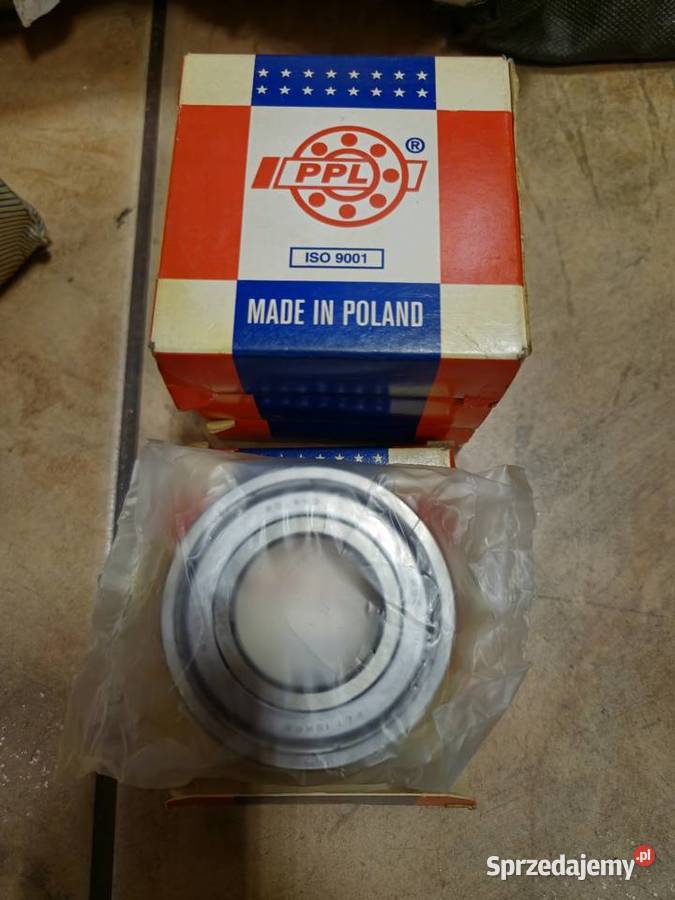 PPL ®
ISO 9001
MADE IN POLAND
Sprzedajemy.pl